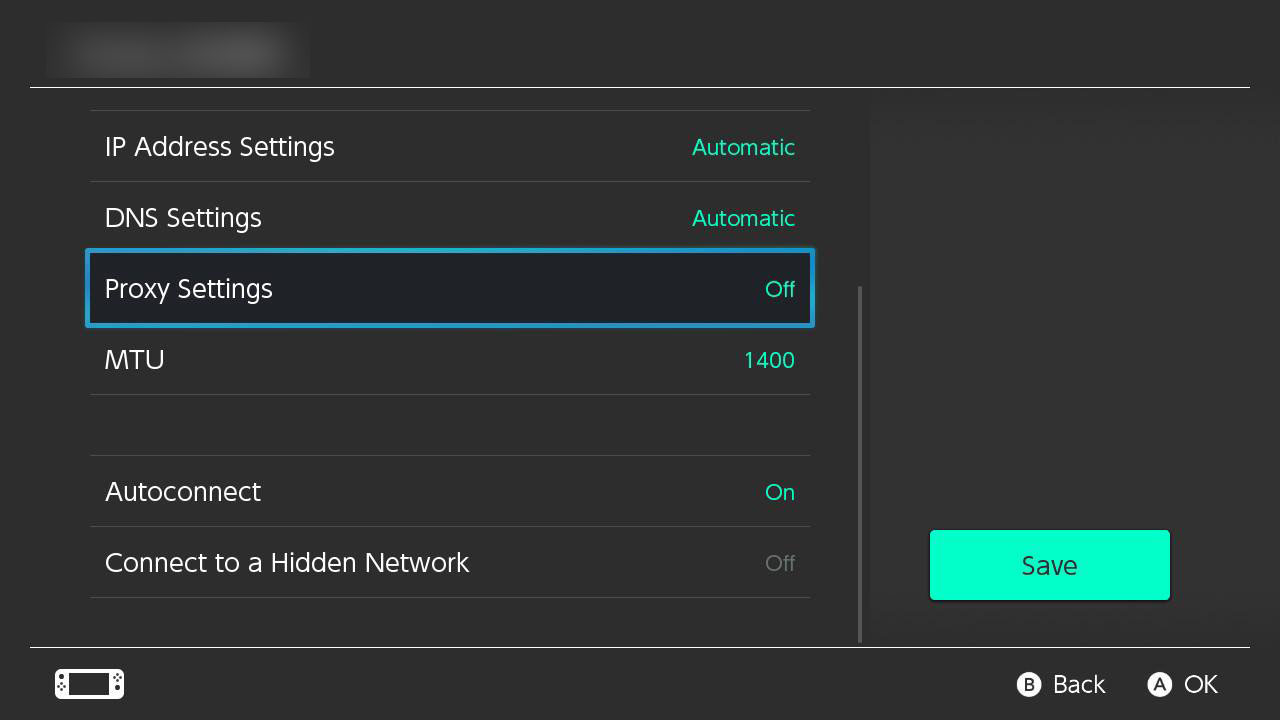 IP Address Settings Automatic
DNS Settings Automatic
Proxy Settings Off
MTU 1400
Autoconnect On
Connect to a Hidden Network Off
Save
B Back A OK